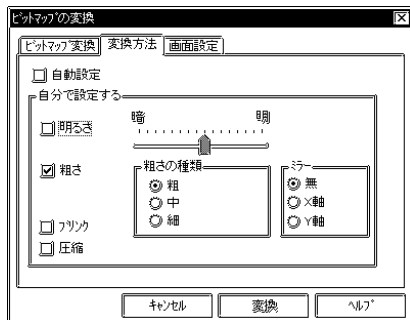 ﾋﾞｯﾄﾏｯﾌﾟの変換
ﾋﾞｯﾄﾏｯﾌﾟ変換 変換方法 画面設定
自動設定
自分で設定する
暗 明
明るさ
粗さ
粗さの種類
粗
中
細
ﾐﾗｰ
無
X軸
Y軸
ﾌﾞﾘﾝｸ
圧縮
ｷｬﾝｾﾙ 変換 ﾍﾙﾌﾟ